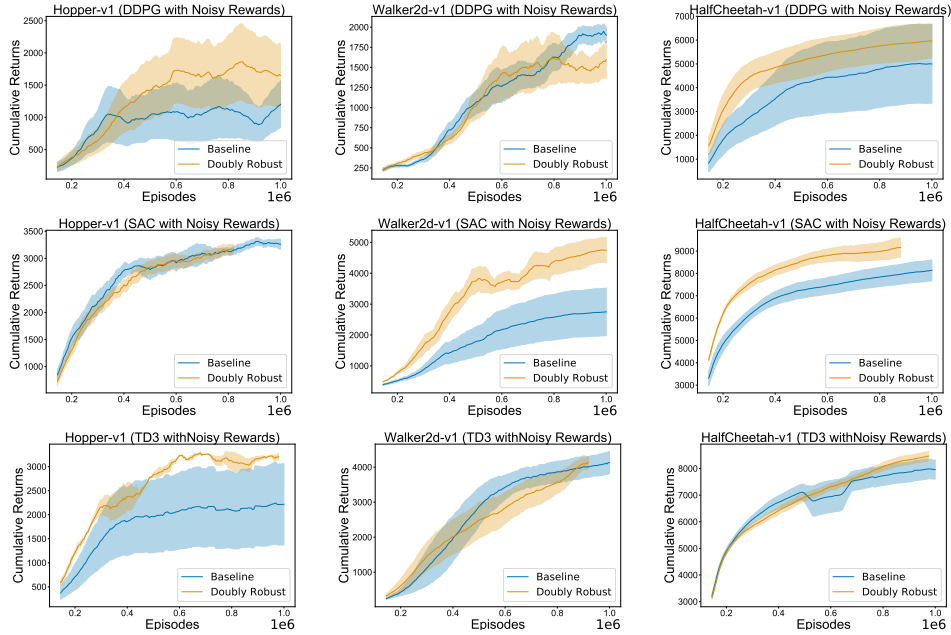 Hopper-v1 (DDPG with Noisy Rewards)
Cumulative Returns
2500
2000
1500
1000
500
Baseline
Doubly Robust
0.2 0.4 0.6 0.8 1.0
Episodes
1e6
Walker2d-v1 (DDPG with Noisy Rewards)
Cumulative Returns
2000
1750
1500
1250
1000
750
500
250
Baseline
Doubly Robust
0.2 0.4 0.6 0.8 1.0
Episodes
1e6
HalfCheetah-v1 (DDPG with Noisy Rewards)
Cumulative Returns
7000
6000
5000
4000
3000
2000
1000
Baseline
Doubly Robust
0.2 0.4 0.6 0.8 1.0
Episodes
1e6
Hopper-v1 (SAC with Noisy Rewards)
Cumulative Returns
3500
3000
2500
2000
1500
1000
Baseline
Doubly Robust
0.2 0.4 0.6 0.8 1.0
Episodes
1e6
Walker2d-v1 (SAC with Noisy Rewards)
Cumulative Returns
5000
4000
3000
2000
1000
Baseline
Doubly Robust
0.2 0.4 0.6 0.8 1.0
Episodes
1e6
HalfCheetah-v1 (SAC with Noisy Rewards)
Cumulative Returns
9000
8000
7000
6000
5000
4000
3000
Baseline
Doubly Robust
0.2 0.4 0.6 0.8 1.0
Episodes
1e6
Hopper-v1 (TD3 withNoisy Rewards)
Cumulative Returns
3000
2500
2000
1500
1000
500
Baseline
Doubly Robust
0.2 0.4 0.6 0.8 1.0
Episodes
1e6
Walker2d-v1 (TD3 withNoisy Rewards)
Cumulative Returns
4000
3000
2000
1000
Baseline
Doubly Robust
0.2 0.4 0.6 0.8 1.0
Episodes
1e6
HalfCheetah-v1 (TD3 withNoisy Rewards)
Cumulative Returns
8000
7000
6000
5000
4000
3000
Baseline
Doubly Robust
0.2 0.4 0.6 0.8 1.0
Episodes
1e6